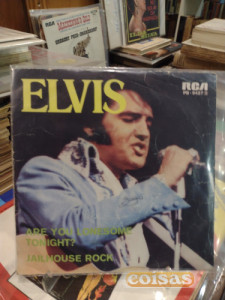 RCA
ELVIS
ARE YOU LONESOME
TONIGHT?
JAILHOUSE ROCK
coisas